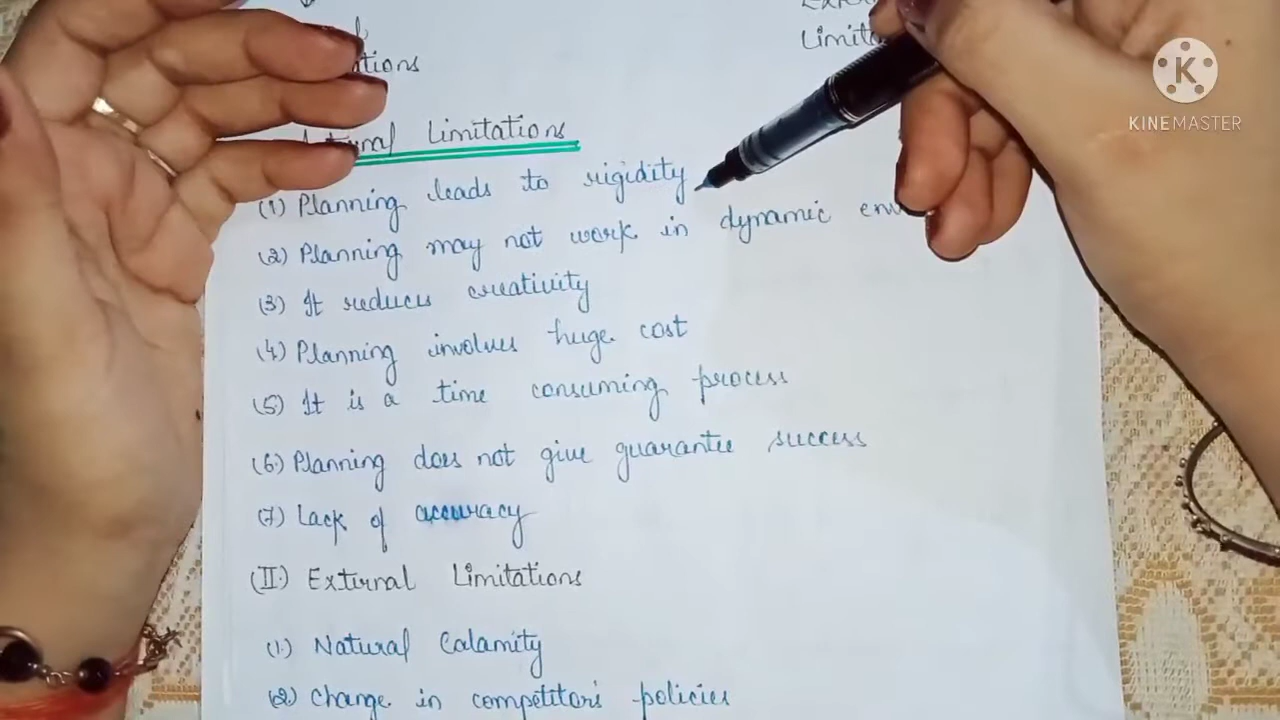 Limit
ations
tural Limitations
(1) Planning leads to rigidity
(2) Planning may not work in dynamic env
(3) It reduces creativity
(4) Planning involves huge cost
(5) It is a time consuming process
(6.) Planning does not give guarantee success
(7) Lack of accuracy
(II) External Limitations
(1.) Natural Calamity
(2) Change in competitor's policies
K
KINEMASTER